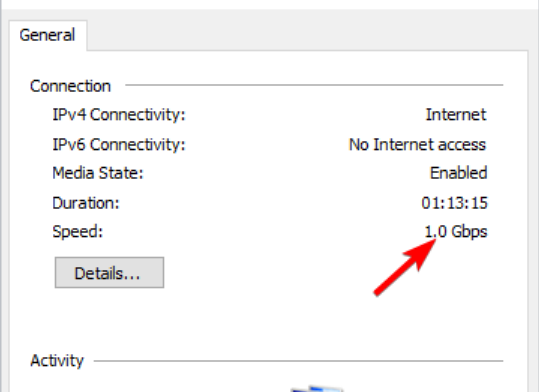 General
Connection
IPv4 Connectivity: Internet
IPv6 Connectivity: No Internet access
Media State: Enabled
Duration: 01:13:15
Speed: 1.0 Gbps
Details...
Activity